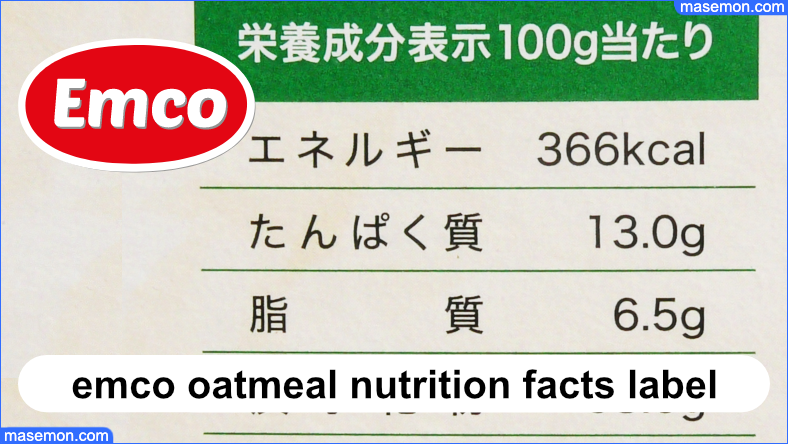 masemon.com
栄養成分表示100g当たり
Emco
エネルギー 366kcal
たんぱく質 13.0g
脂質 6.5g
emco oatmeal nutrition facts label
masemon.com